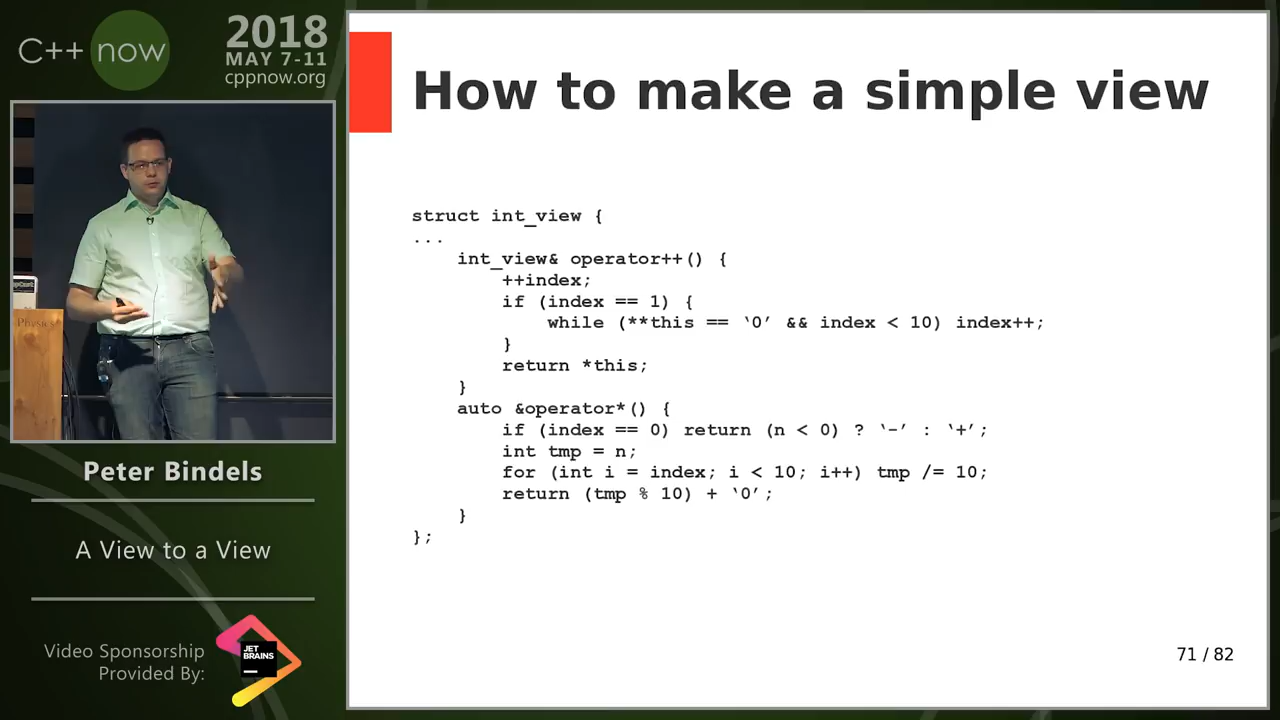 C++ now
2018
MAY 7-11
cppnow.org
Physics
Peter Bindels
A View to a View
Video Sponsorship
Provided By:
JET
BRAINS
How to make a simple view
struct int_view {
...
    int_view& operator++() {
        ++index;
        if (index == 1) {
            while (**this == ‘0’ && index < 10) index++;
        }
        return *this;
    }
    auto &operator*() {
        if (index == 0) return (n < 0) ? ‘-’ : ‘+’;
        int tmp = n;
        for (int i = index; i < 10; i++) tmp /= 10;
        return (tmp % 10) + ‘0’;
    }
};
71 / 82